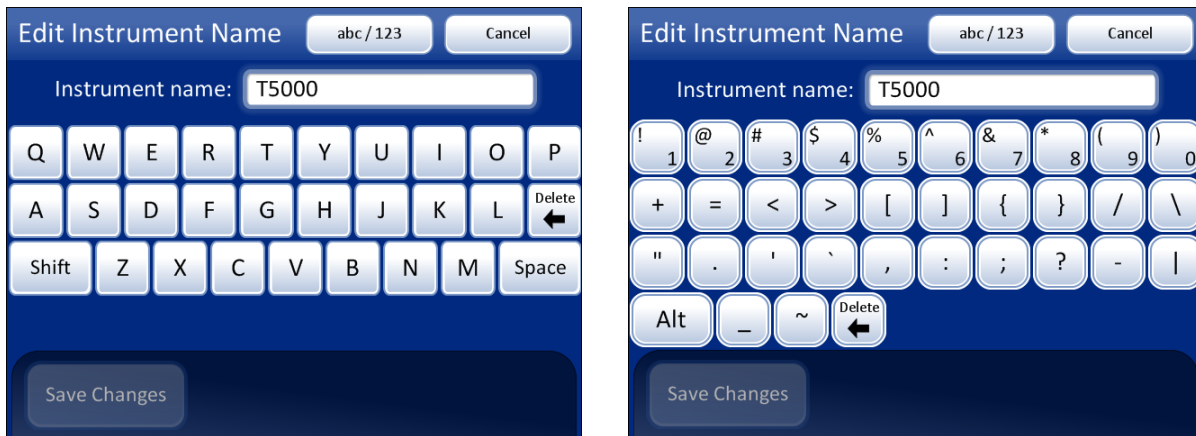 Edit Instrument Name abc / 123 Cancel
Instrument name: T5000
Q W E R T Y U I O P
A S D F G H J K L Delete
Shift Z X C V B N M Space
Save Changes
Edit Instrument Name abc / 123 Cancel
Instrument name: T5000
! 1 @ 2 # 3 $ 4 % 5 ^ 6 & 7 * 8 ( 9 ) 0
+ = < > [ ] { } / \
" . ' ` , : ; ? - |
Alt _ ~ Delete
Save Changes